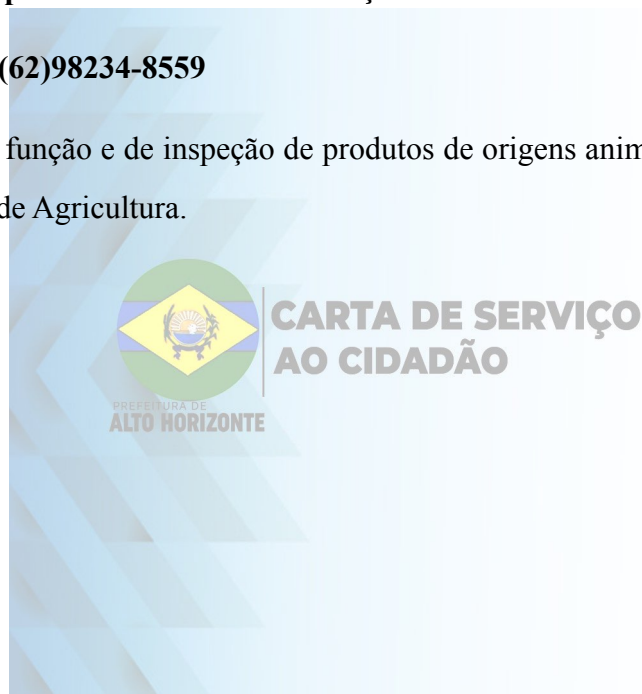 (62)98234-8559
função e de inspeção de produtos de origens anim
de Agricultura.
CARTA DE SERVIÇO
AO CIDADÃO
PREFEITURA DE
ALTO HORIZONTE